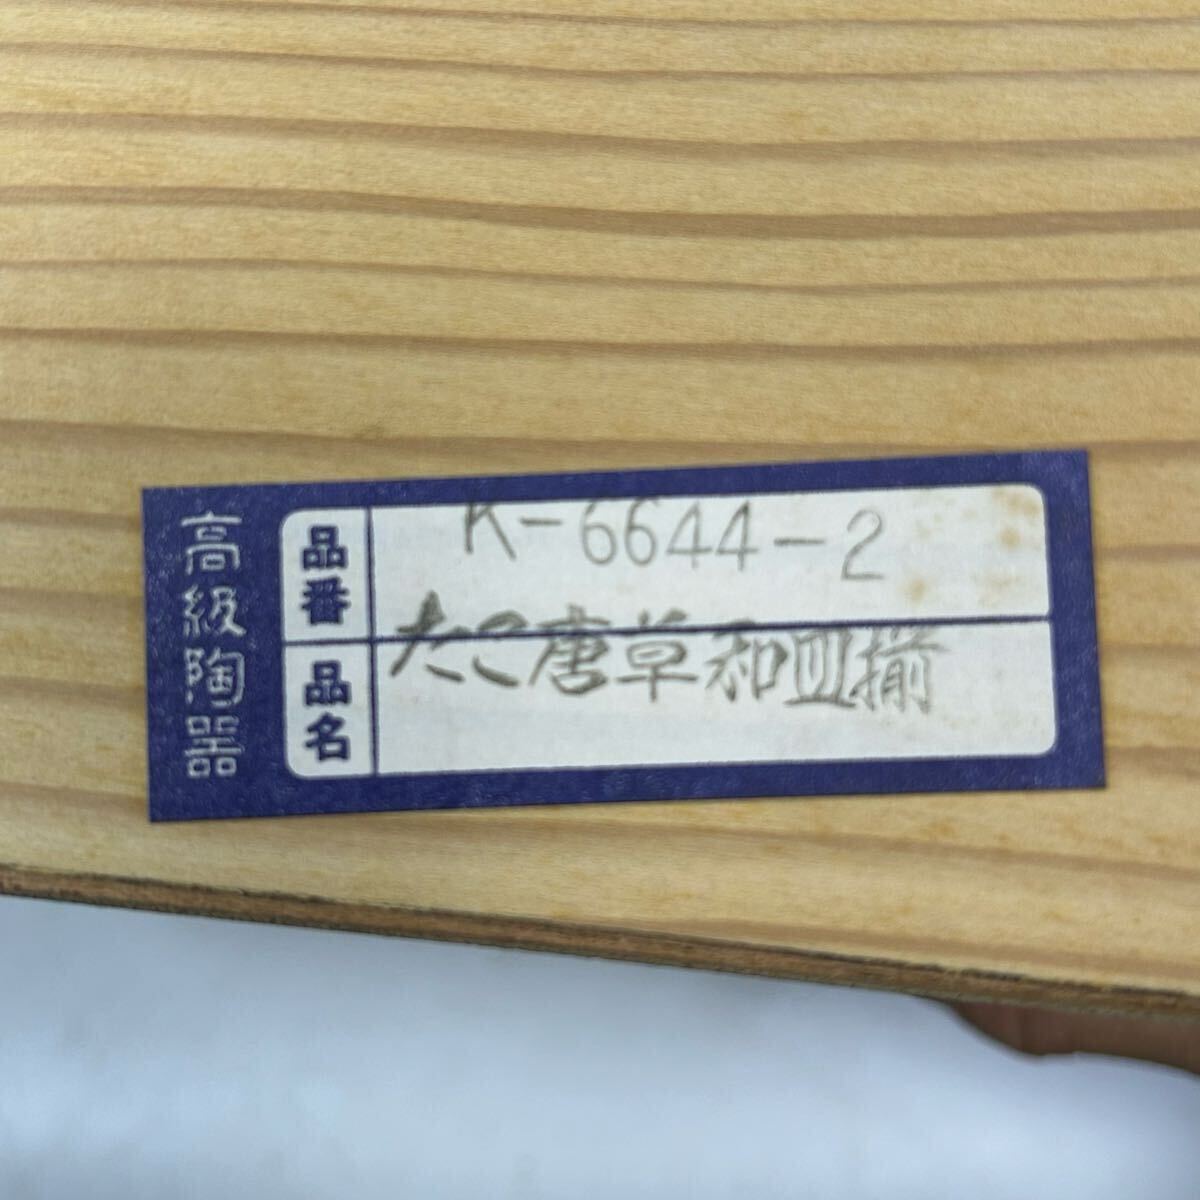 高級陶器
品番
K-6644-2
品名
たこ唐草和皿揃